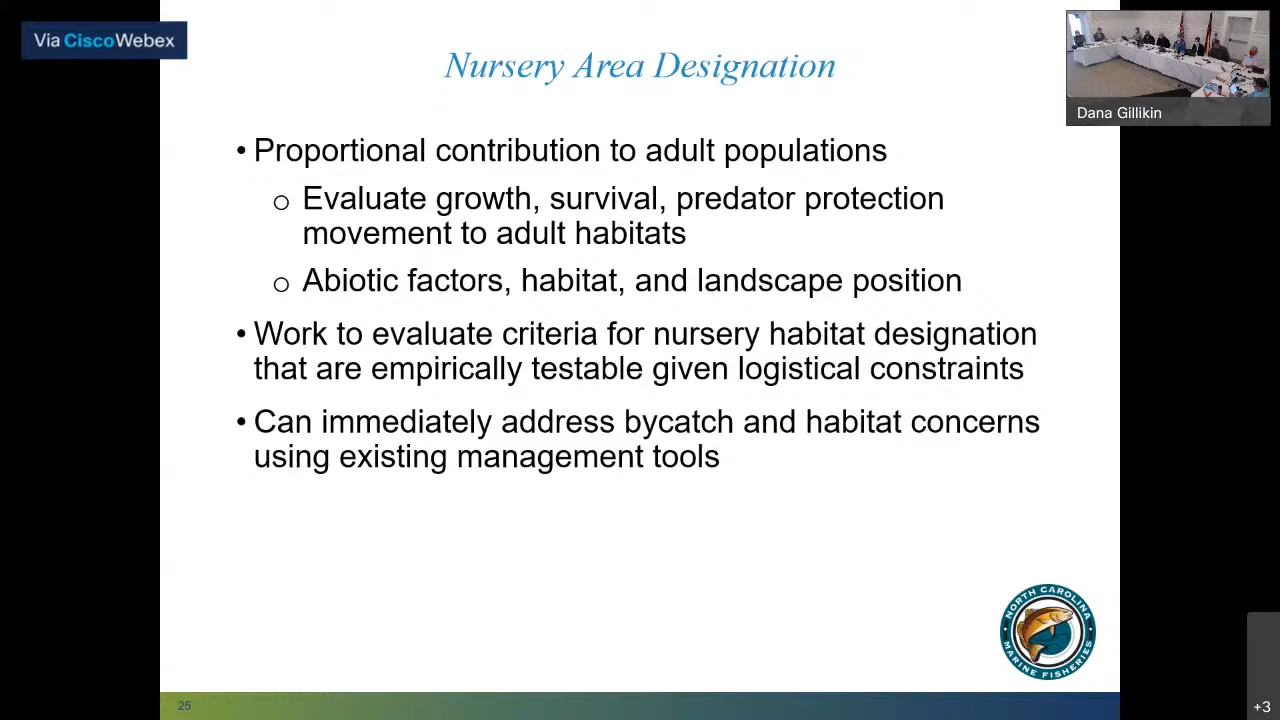 Via CiscoWebex
Nursery Area Designation
Dana Gillikin
• Proportional contribution to adult populations
o Evaluate growth, survival, predator protection
movement to adult habitats
o Abiotic factors, habitat, and landscape position
• Work to evaluate criteria for nursery habitat designation
that are empirically testable given logistical constraints
• Can immediately address bycatch and habitat concerns
using existing management tools
NORTH CAROLINA
MARINE FISHERIES
25
+3